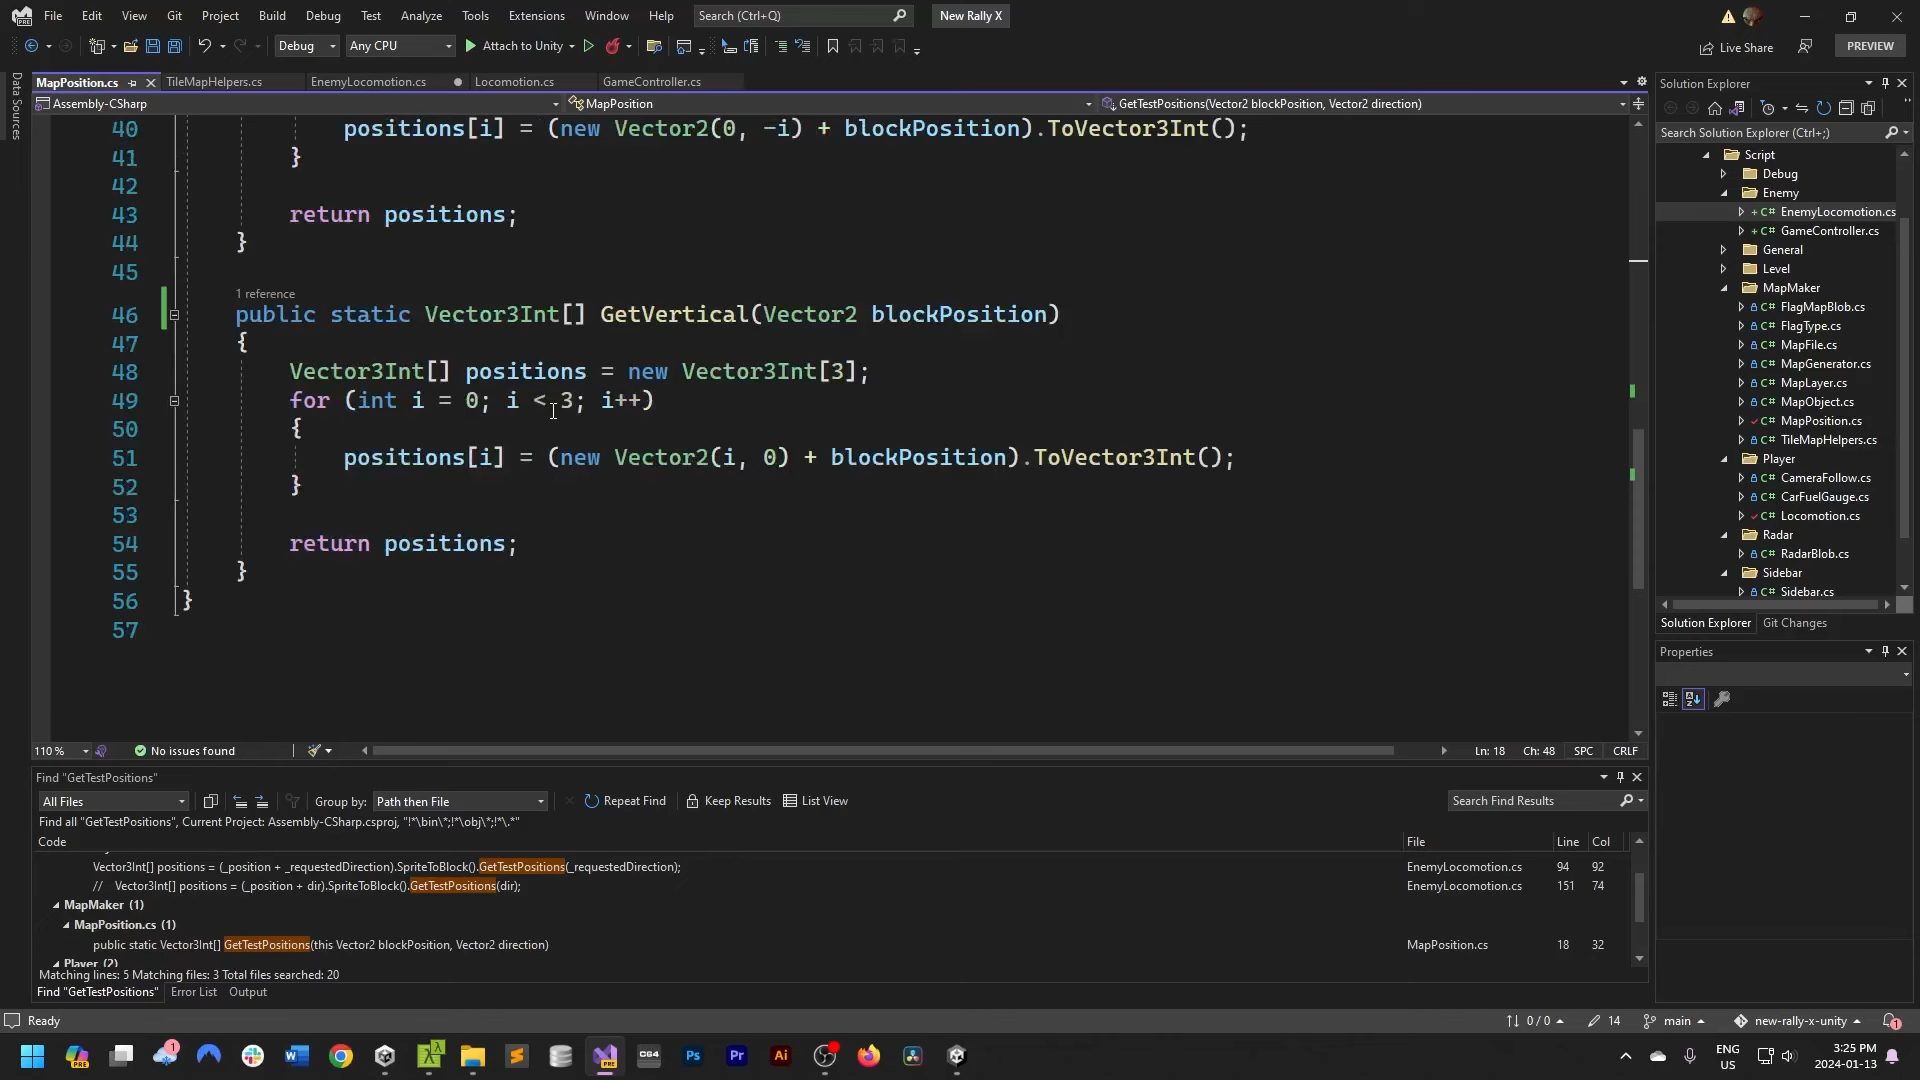 File Edit View Git Project Build Debug Test Analyze Tools Extensions Window Help Search (Ctrl+Q) New Rally X
Debug Any CPU Attach to Unity Live Share PREVIEW
Data Sources
MapPosition.cs TileMapHelpers.cs EnemyLocomotion.cs Locomotion.cs GameController.cs
Assembly-CSharp MapPosition GetTestPositions(Vector2 blockPosition, Vector2 direction)
40 positions[i] = (new Vector2(0, -i) + blockPosition).ToVector3Int();
41 }
42
43 return positions;
44 }
45
1 reference
46 public static Vector3Int[] GetVertical(Vector2 blockPosition)
47 {
48 Vector3Int[] positions = new Vector3Int[3];
49 for (int i = 0; i < 3; i++)
50 {
51 positions[i] = (new Vector2(i, 0) + blockPosition).ToVector3Int();
52 }
53
54 return positions;
55 }
56 }
57
110 % No issues found Ln: 18 Ch: 48 SPC CRLF
Find "GetTestPositions"
All Files Group by: Path then File Repeat Find Keep Results List View Search Find Results
Find all "GetTestPositions", Current Project: Assembly-CSharp.csproj, "!*\bin\*;!*\obj\*;!*\.*"
Code File Line Col
Vector3Int[] positions = (_position + _requestedDirection).SpriteToBlock().GetTestPositions(_requestedDirection); EnemyLocomotion.cs 94 92
// Vector3Int[] positions = (_position + dir).SpriteToBlock().GetTestPositions(dir); EnemyLocomotion.cs 151 74
MapMaker (1)
MapPosition.cs (1)
public static Vector3Int[] GetTestPositions(this Vector2 blockPosition, Vector2 direction) MapPosition.cs 18 32
Player (2)
Matching lines: 5 Matching files: 3 Total files searched: 20
Find "GetTestPositions" Error List Output
Solution Explorer
Search Solution Explorer (Ctrl+;)
Script
Debug
Enemy
C# EnemyLocomotion.cs
C# GameController.cs
General
Level
MapMaker
C# FlagMapBlob.cs
C# FlagType.cs
C# MapFile.cs
C# MapGenerator.cs
C# MapLayer.cs
C# MapObject.cs
C# MapPosition.cs
C# TileMapHelpers.cs
Player
C# CameraFollow.cs
C# CarFuelGauge.cs
C# Locomotion.cs
Radar
C# RadarBlob.cs
Sidebar
C# Sidebar.cs
Solution Explorer Git Changes
Properties
Ready 0 / 0 14 main new-rally-x-unity 1
PRE 1 PRE CG4 Ps Pr Ai ENG US 3:25 PM 2024-01-13